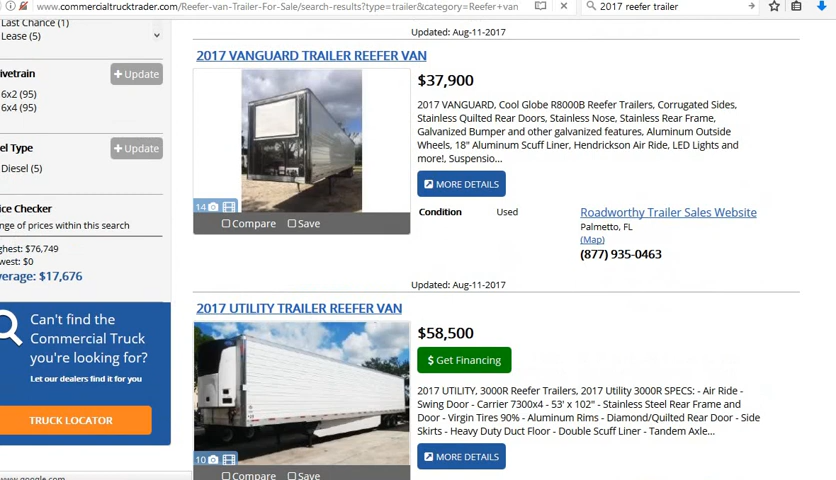 www.commercialtrucktrader.com/Reefer-van-Trailer-For-Sale/search-results?type=trailer&category=Reefer+van
2017 reefer trailer
Last Chance (1)
Lease (5)
ivetrain
Update
6x2 (95)
6x4 (95)
el Type
Update
Diesel (5)
ice Checker
nge of prices within this search
ghest: $76,749
west: $0
verage: $17,676
Can't find the
Commercial Truck
you're looking for?
Let our dealers find it for you
TRUCK LOCATOR
Updated: Aug-11-2017
2017 VANGUARD TRAILER REEFER VAN
14
Compare Save
$37,900
2017 VANGUARD, Cool Globe R8000B Reefer Trailers, Corrugated Sides,
Stainless Quilted Rear Doors, Stainless Nose, Stainless Rear Frame,
Galvanized Bumper and other galvanized features, Aluminum Outside
Wheels, 18" Aluminum Scuff Liner, Hendrickson Air Ride, LED Lights and
more!, Suspensio...
MORE DETAILS
Condition Used
Roadworthy Trailer Sales Website
Palmetto, FL
(Map)
(877) 935-0463
Updated: Aug-11-2017
2017 UTILITY TRAILER REEFER VAN
10
Compare Save
$58,500
$ Get Financing
2017 UTILITY, 3000R Reefer Trailers, 2017 Utility 3000R SPECS: - Air Ride -
Swing Door - Carrier 7300x4 - 53' x 102" - Stainless Steel Rear Frame and
Door - Virgin Tires 90% - Aluminum Rims - Diamond/Quilted Rear Door - Side
Skirts - Heavy Duty Duct Floor - Double Scuff Liner - Tandem Axle...
MORE DETAILS